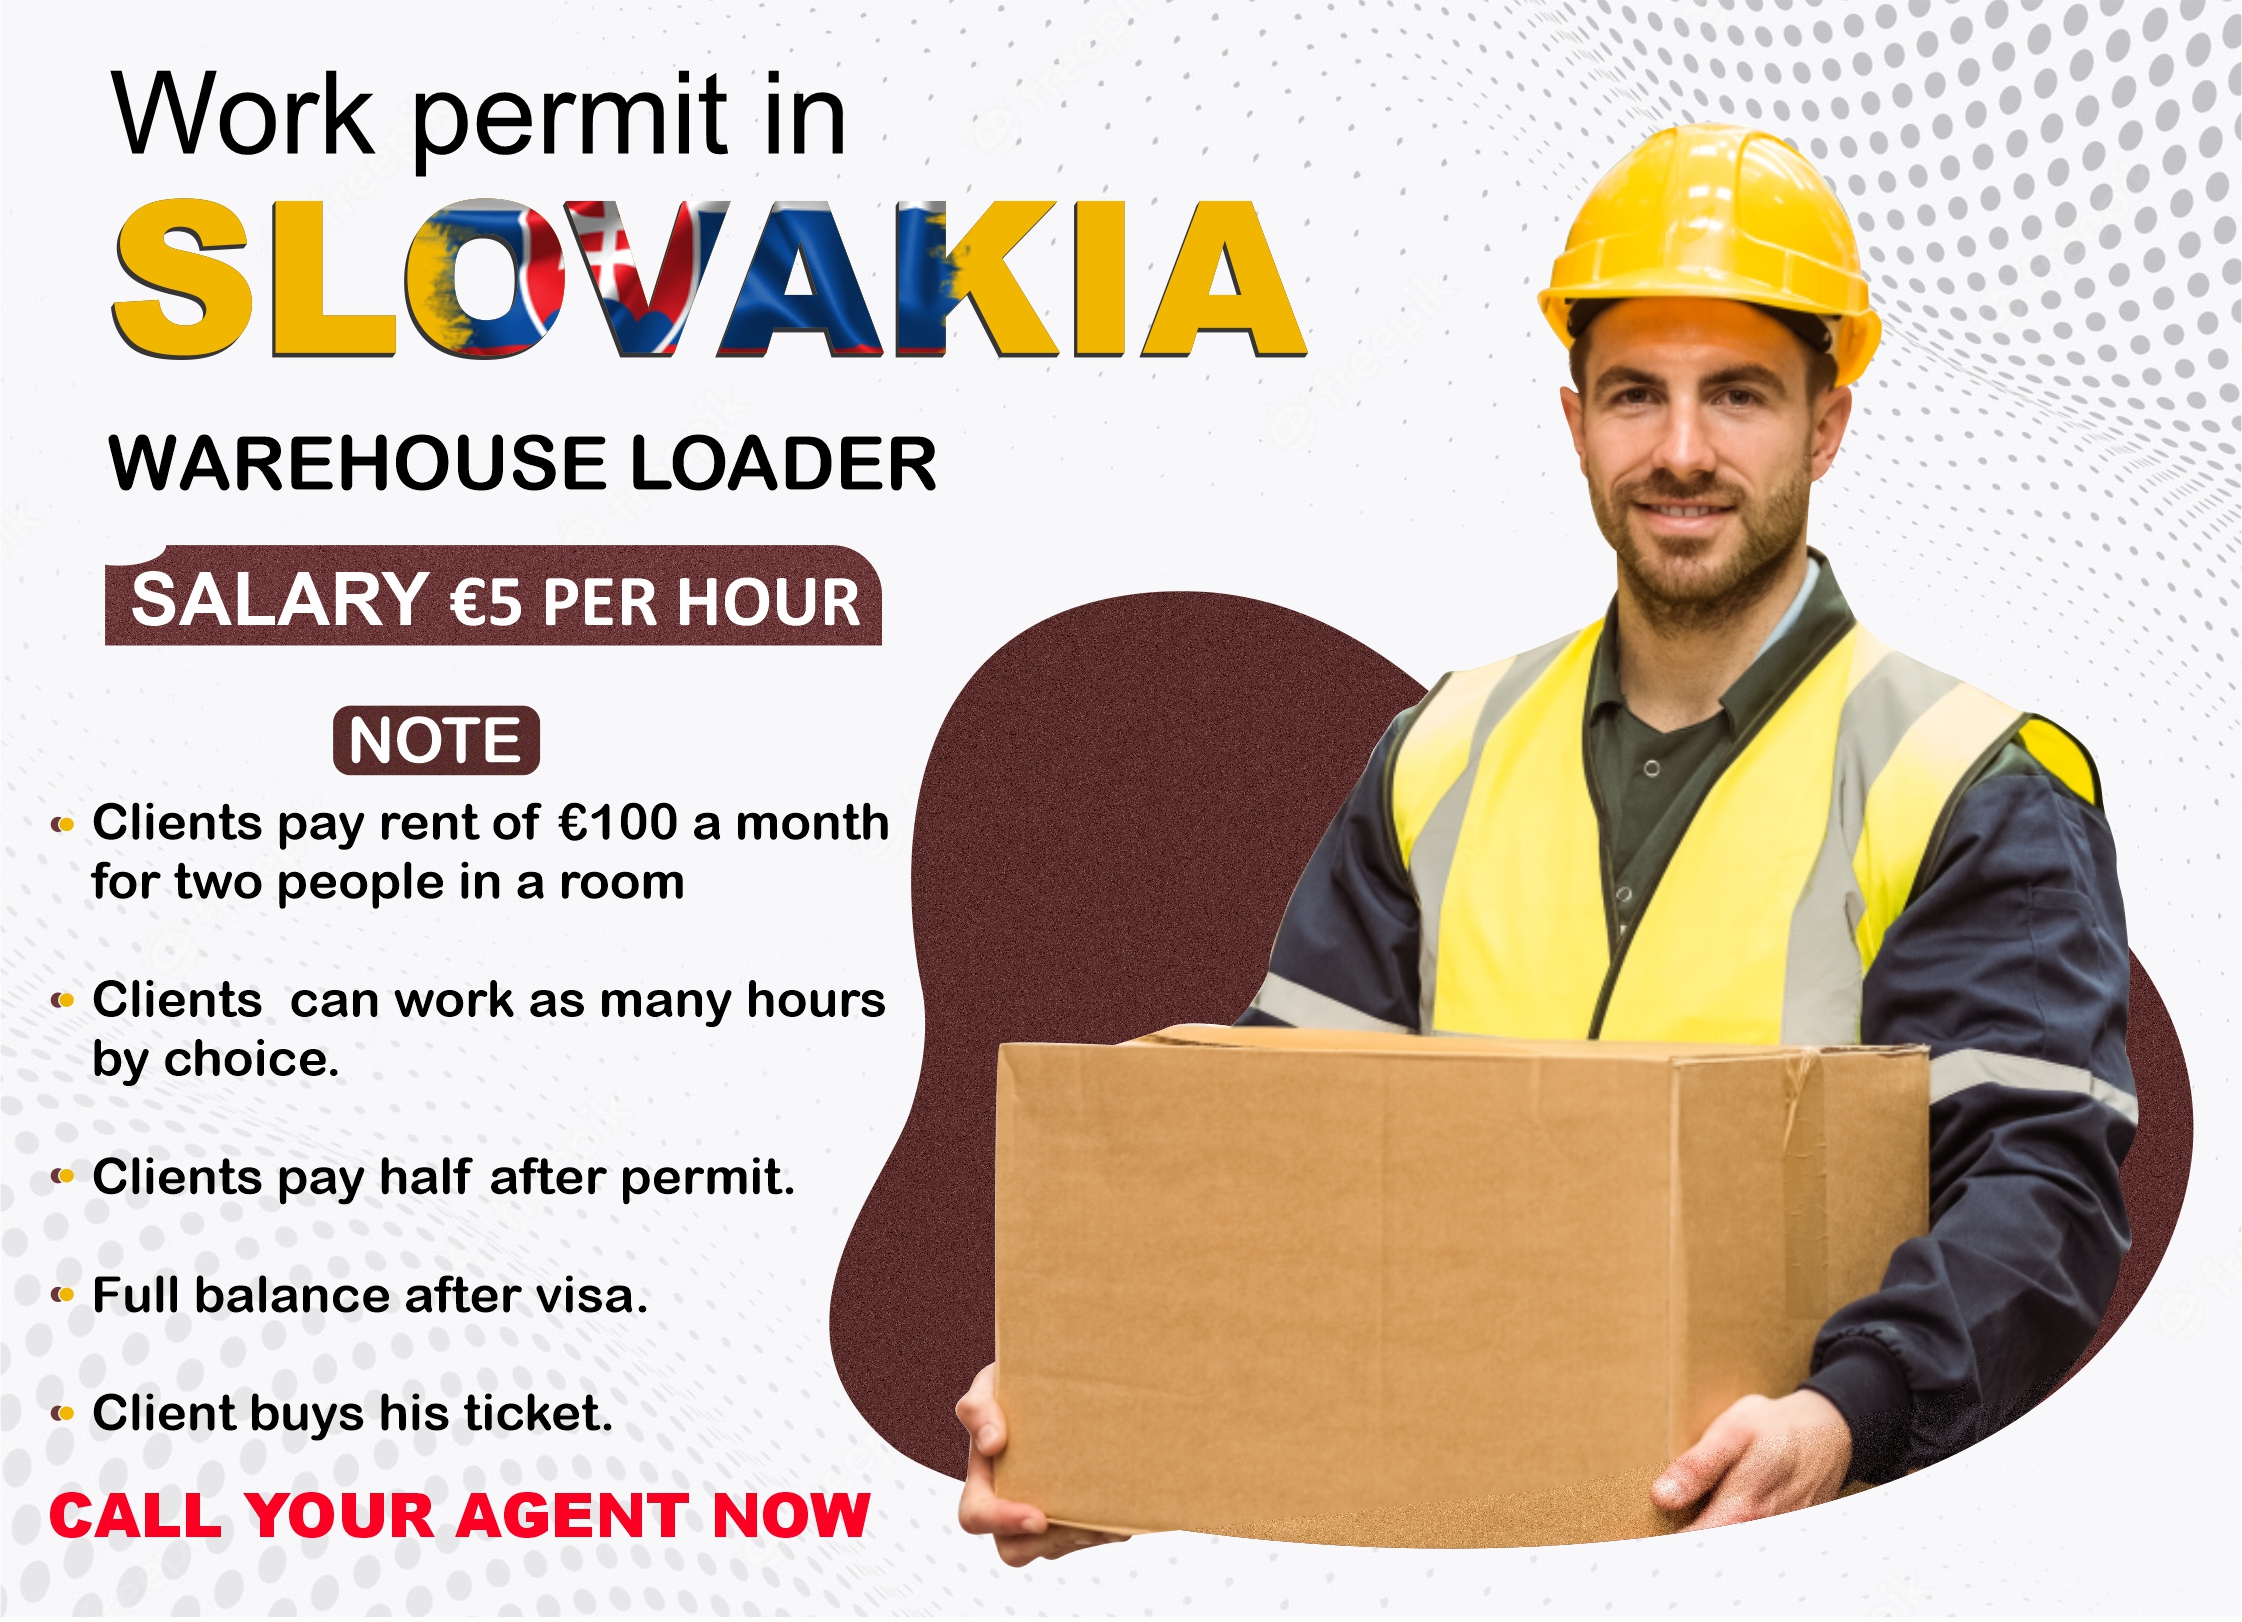 Work permit in
SLOVAKIA
WAREHOUSE LOADER
SALARY €5 PER HOUR
NOTE
Clients pay rent of €100 a month
for two people in a room
Clients can work as many hours
by choice.
Clients pay half after permit.
Full balance after visa.
Client buys his ticket.
CALL YOUR AGENT NOW
freepik